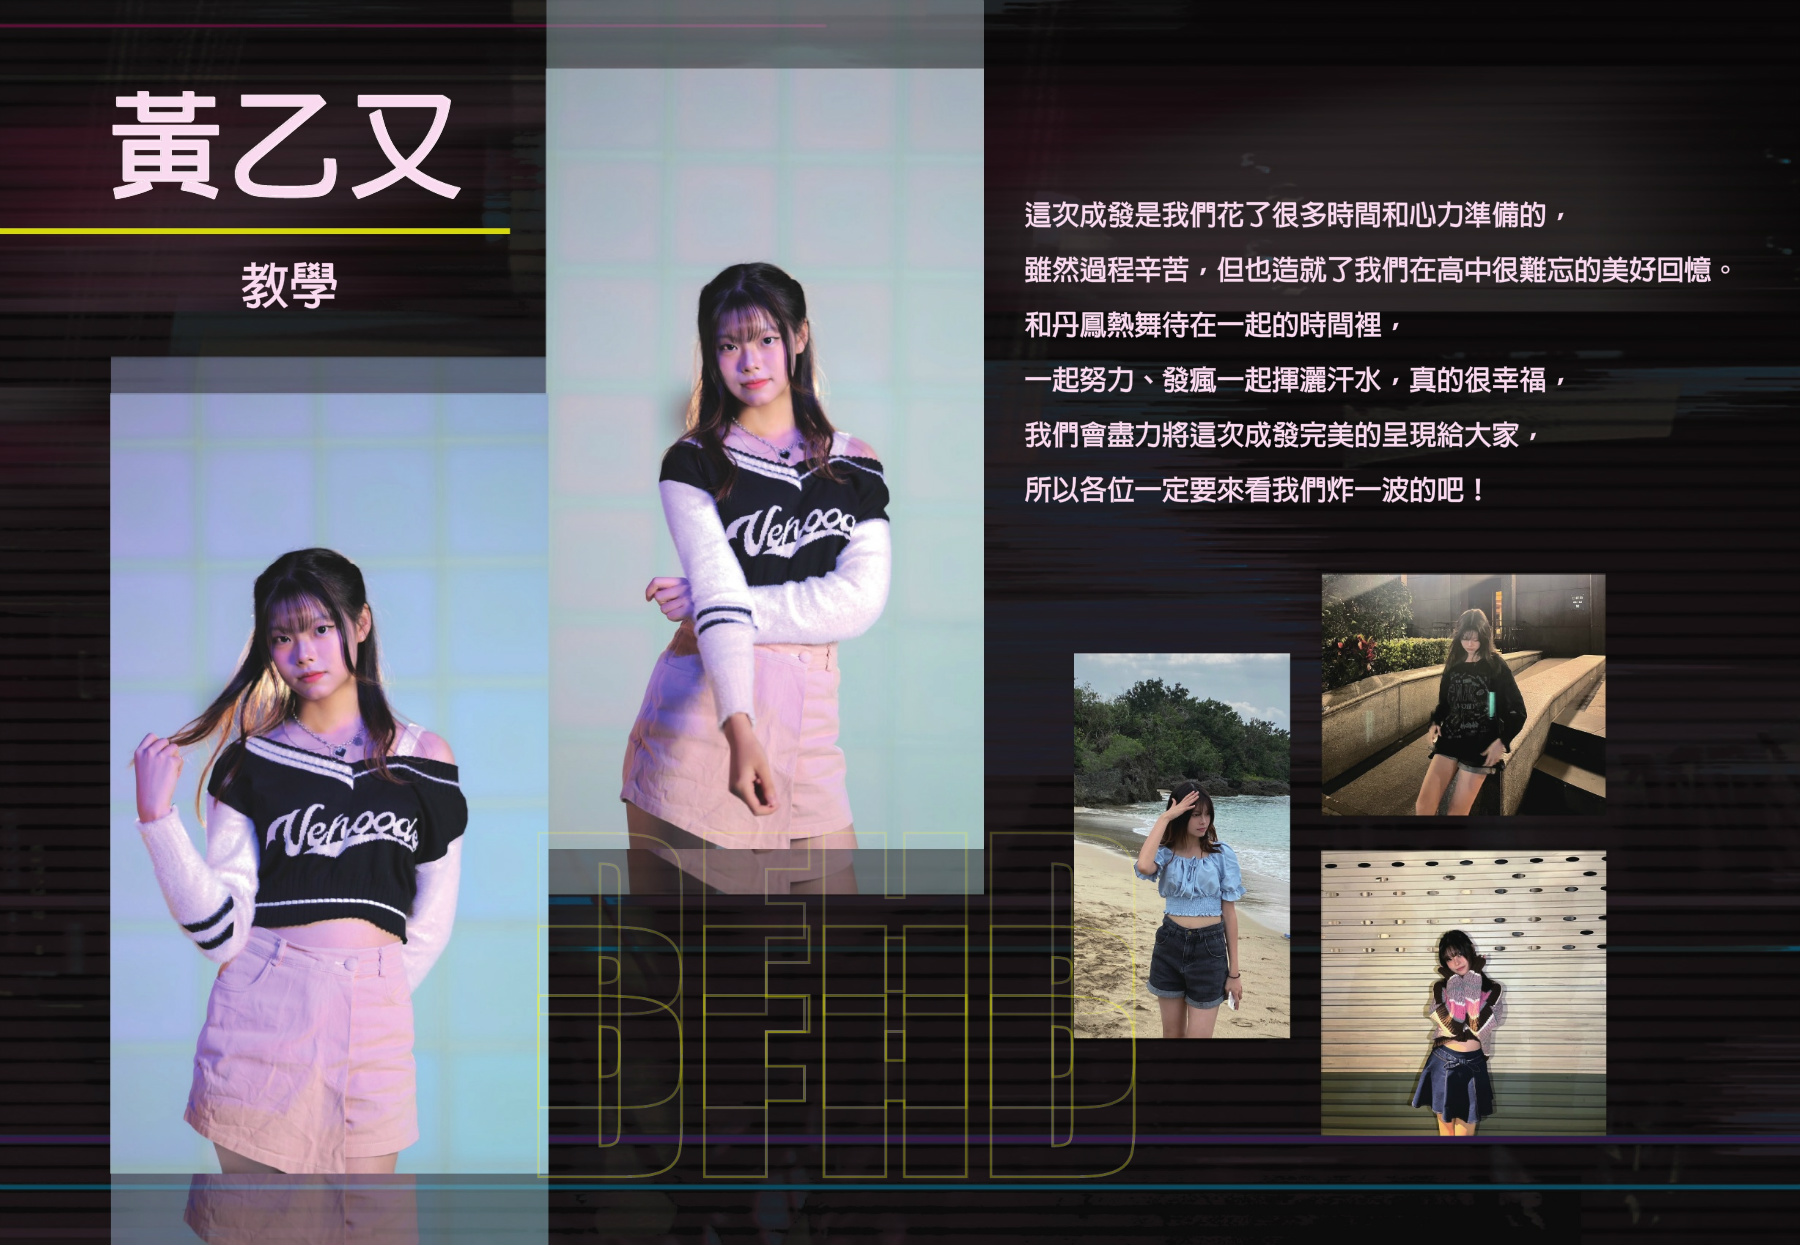 黃乙又
教學
這次成發是我們花了很多時間和心力準備的，
雖然過程辛苦，但也造就了我們在高中很難忘的美好回憶。
和丹鳳熱舞待在一起的時間裡，
一起努力、發瘋一起揮灑汗水，真的很幸福，
我們會盡力將這次成發完美的呈現給大家，
所以各位一定要來看我們炸一波的吧！
Venoode
Venoode
BFHD
BFHD